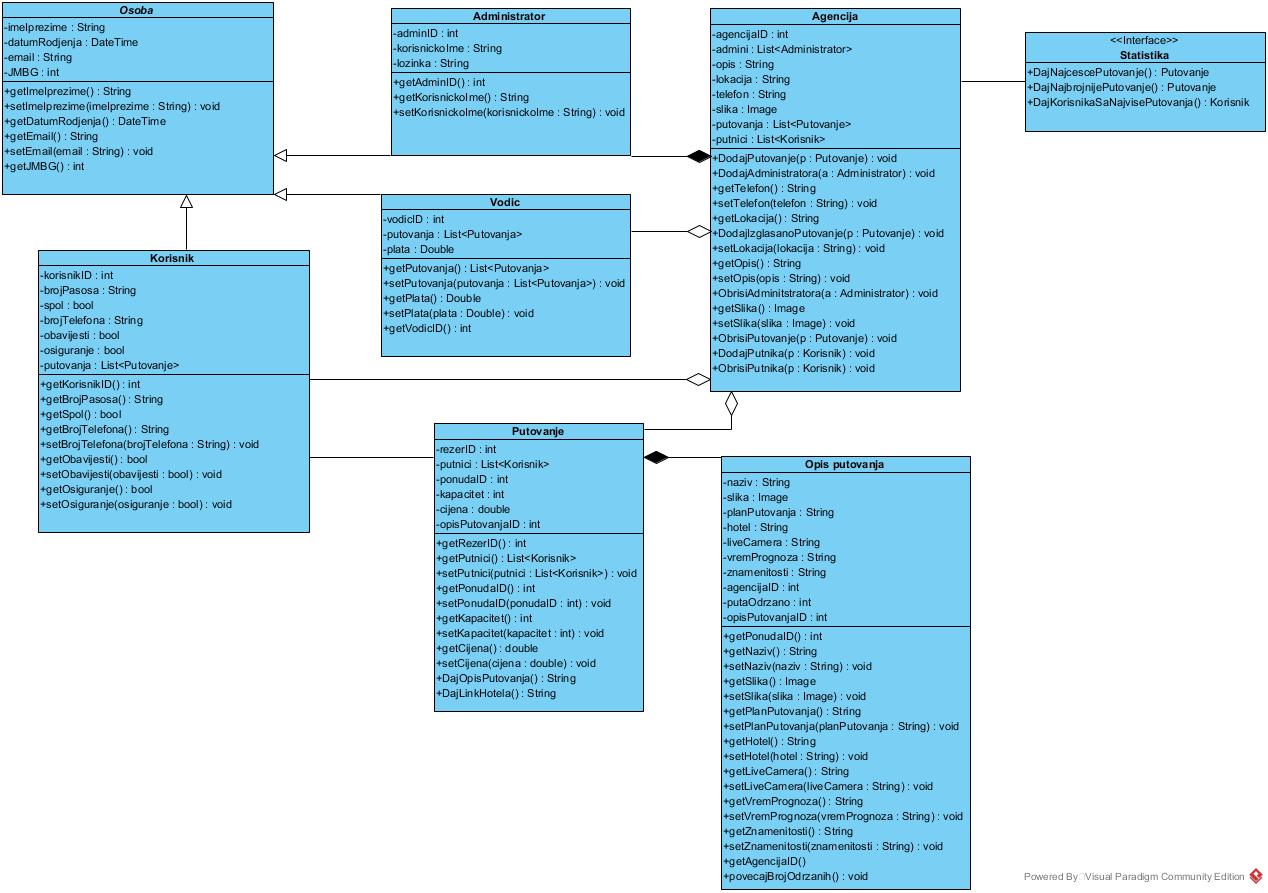 Osoba
-imeIprezime : String
-datumRodjenja : DateTime
-email : String
-JMBG : int
+getImeIprezime() : String
+setImeIprezime(imeIprezime : String) : void
+getDatumRodjenja() : DateTime
+getEmail() : String
+setEmail(email : String) : void
+getJMBG() : int
Administrator
-adminID : int
-korisnickoIme : String
-lozinka : String
+getAdminID() : int
+getKorisnickoIme() : String
+setKorisnickoIme(korisnickoIme : String) : void
Agencija
-agencijaID : int
-admini : List<Administrator>
-opis : String
-lokacija : String
-telefon : String
-slika : Image
-putovanja : List<Putovanje>
-putnici : List<Korisnik>
+DodajPutovanje(p : Putovanje) : void
+DodajAdministratora(a : Administrator) : void
+getTelefon() : String
+setTelefon(telefon : String) : void
+getLokacija() : String
+DodajIzglasanoPutovanje(p : Putovanje) : void
+setLokacija(lokacija : String) : void
+getOpis() : String
+setOpis(opis : String) : void
+ObrisiAdminitstratora(a : Administrator) : void
+getSlika() : Image
+setSlika(slika : Image) : void
+ObrisiPutovanje(p : Putovanje) : void
+DodajPutnika(p : Korisnik) : void
+ObrisiPutnika(p : Korisnik) : void
<<Interface>>
Statistika
+DajNajcescePutovanje() : Putovanje
+DajNajbrojnijePutovanje() : Putovanje
+DajKorisnikaSaNajvisePutovanja() : Korisnik
Vodic
-vodicID : int
-putovanja : List<Putovanja>
-plata : Double
+getPutovanja() : List<Putovanja>
+setPutovanja(putovanja : List<Putovanja>) : void
+getPlata() : Double
+setPlata(plata : Double) : void
+getVodicID() : int
Korisnik
-korisnikID : int
-brojPasosa : String
-spol : bool
-brojTelefona : String
-obavijesti : bool
-osiguranje : bool
-putovanja : List<Putovanje>
+getKorisnikID() : int
+getBrojPasosa() : String
+getSpol() : bool
+getBrojTelefona() : String
+setBrojTelefona(brojTelefona : String) : void
+getObavijesti() : bool
+setObavijesti(obavijesti : bool) : void
+getOsiguranje() : bool
+setOsiguranje(osiguranje : bool) : void
Putovanje
-rezerID : int
-putnici : List<Korisnik>
-ponudaID : int
-kapacitet : int
-cijena : double
-opisPutovanjaID : int
+getRezerID() : int
+getPutnici() : List<Korisnik>
+setPutnici(putnici : List<Korisnik>) : void
+getPonudaID() : int
+setPonudaID(ponudaID : int) : void
+getKapacitet() : int
+setKapacitet(kapacitet : int) : void
+getCijena() : double
+setCijena(cijena : double) : void
+DajOpisPutovanja() : String
+DajLinkHotela() : String
Opis putovanja
-naziv : String
-slika : Image
-planPutovanja : String
-hotel : String
-liveCamera : String
-vremPrognoza : String
-znamenitosti : String
-agencijaID : int
-putaOdrzano : int
-opisPutovanjaID : int
+getPonudaID() : int
+getNaziv() : String
+setNaziv(naziv : String) : void
+getSlika() : Image
+setSlika(slika : Image) : void
+getPlanPutovanja() : String
+setPlanPutovanja(planPutovanja : String) : void
+getHotel() : String
+setHotel(hotel : String) : void
+getLiveCamera() : String
+setLiveCamera(liveCamera : String) : void
+getVremPrognoza() : String
+setVremPrognoza(vremPrognoza : String) : void
+getZnamenitosti() : String
+setZnamenitosti(znamenitosti : String) : void
+getAgencijaID()
+povecajBrojOdrzanih() : void
Powered By Visual Paradigm Community Edition